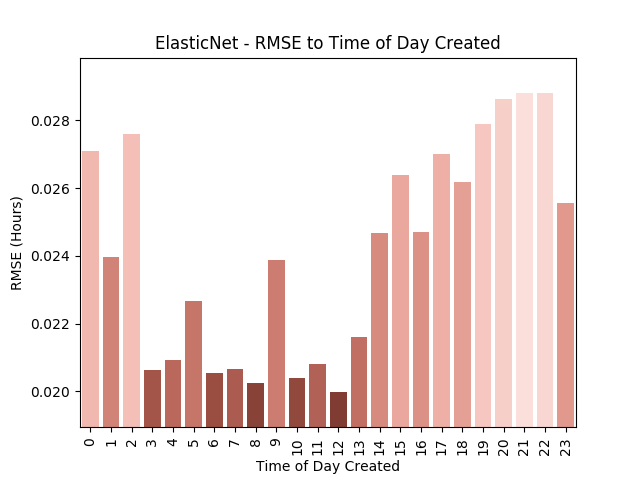 ElasticNet - RMSE to Time of Day Created
RMSE (Hours)
0.028
0.026
0.024
0.022
0.020
0 1 2 3 4 5 6 7 8 9 10 11 12 13 14 15 16 17 18 19 20 21 22 23
Time of Day Created